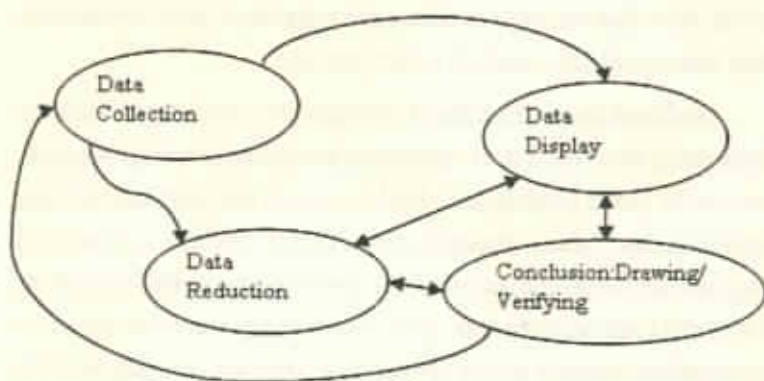 Data
Collection
Data
Display
Data
Reduction
Conclusion:Drawing/
Verifying